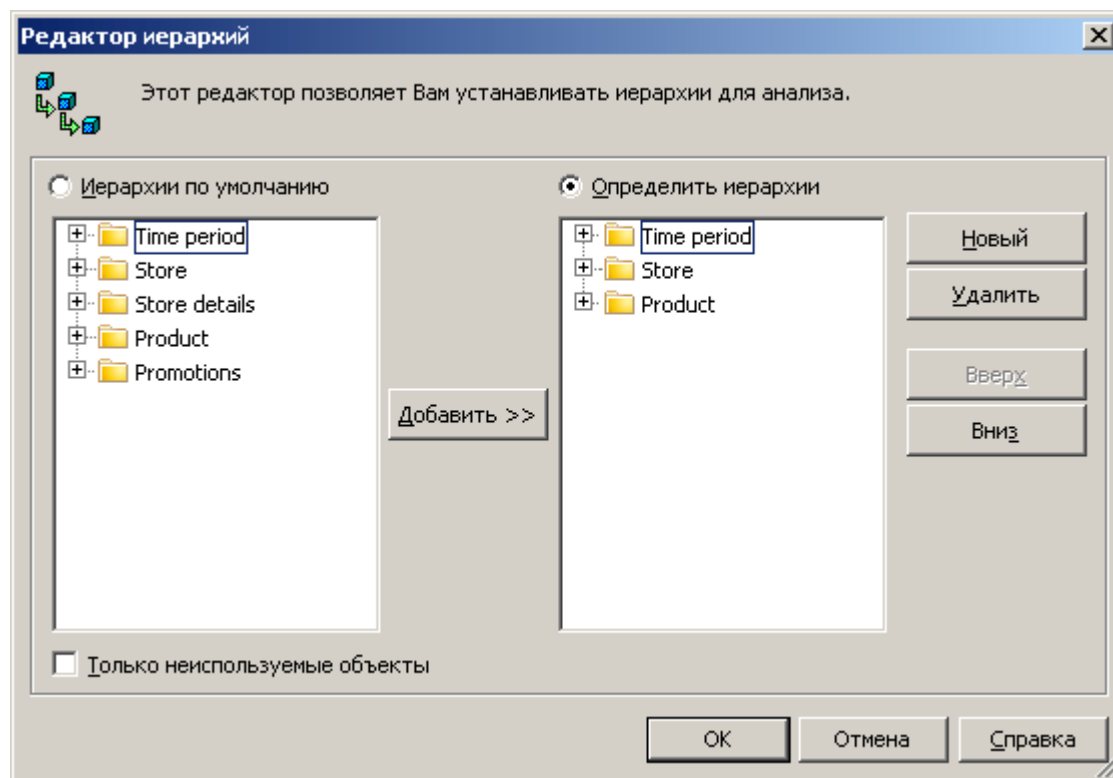 Редактор иерархий
Этот редактор позволяет Вам устанавливать иерархии для анализа.
Иерархии по умолчанию
Time period
Store
Store details
Product
Promotions
Добавить >>
Определить иерархии
Time period
Store
Product
Новый
Удалить
Вверх
Вниз
Только неиспользуемые объекты
OK
Отмена
Справка